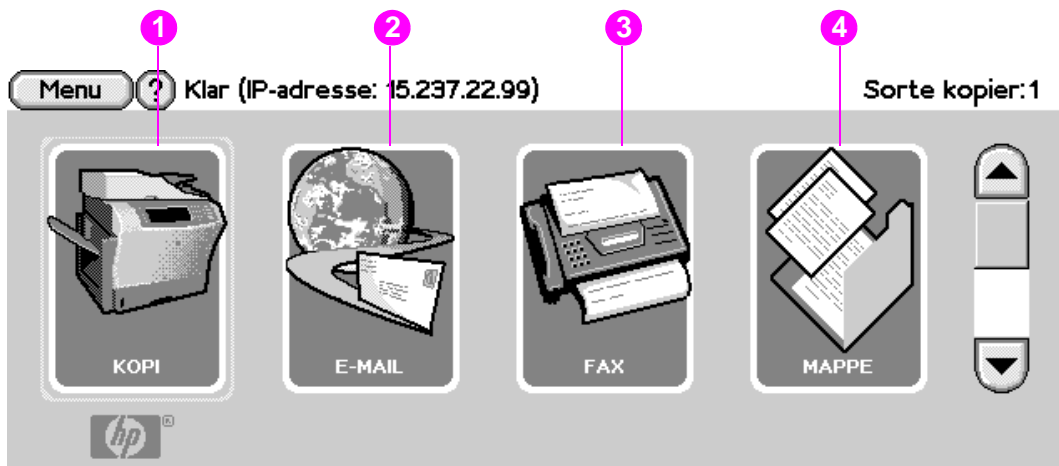 1 2 3 4
Menu ? Klar (IP-adresse: 15.237.22.99) Sorte kopier:1
KOPI E-MAIL FAX MAPPE
hp ®